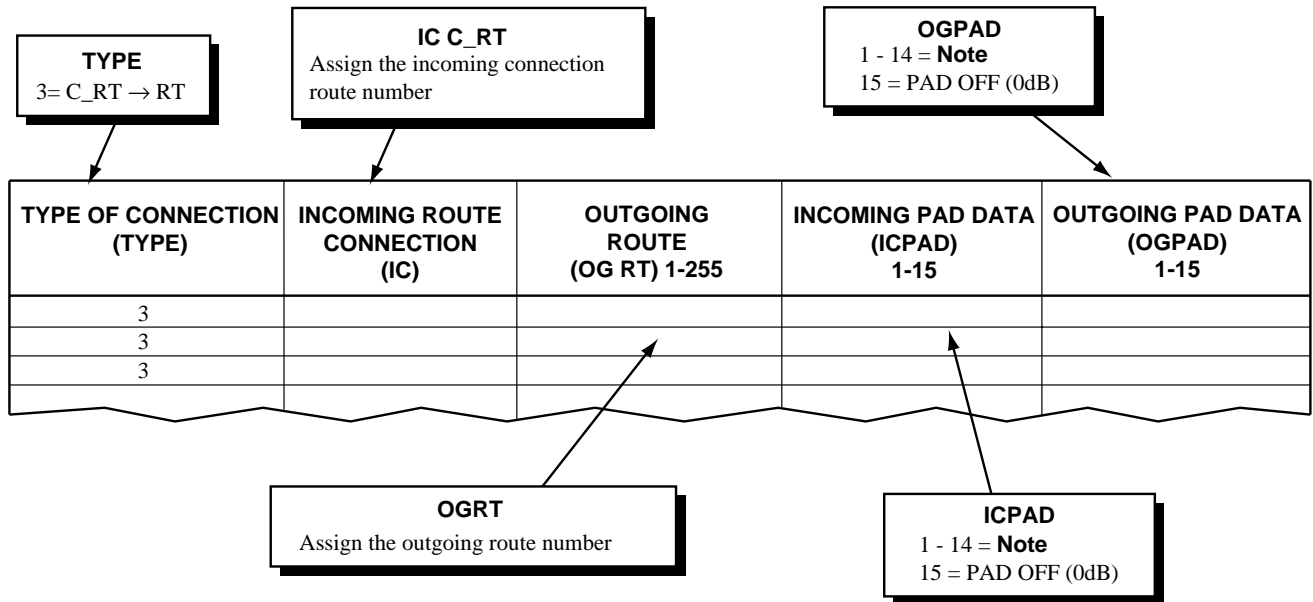 TYPE
3= C_RT → RT
IC C_RT
Assign the incoming connection
route number
OGPAD
1 - 14 = Note
15 = PAD OFF (0dB)
TYPE OF CONNECTION
(TYPE)
INCOMING ROUTE
CONNECTION
(IC)
OUTGOING
ROUTE
(OG RT) 1-255
INCOMING PAD DATA
(ICPAD)
1-15
OUTGOING PAD DATA
(OGPAD)
1-15
3
3
3
OGRT
Assign the outgoing route number
ICPAD
1 - 14 = Note
15 = PAD OFF (0dB)